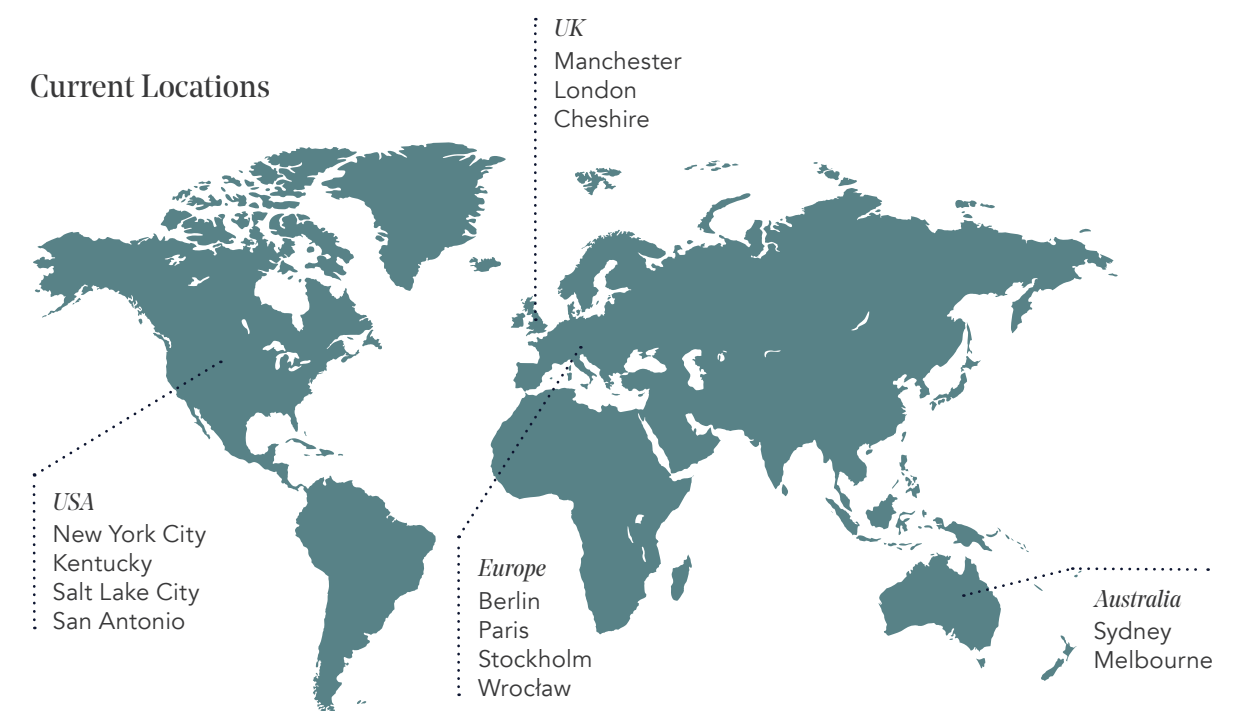 Current Locations
UK
Manchester
London
Cheshire
USA
New York City
Kentucky
Salt Lake City
San Antonio
Europe
Berlin
Paris
Stockholm
Wrocław
Australia
Sydney
Melbourne